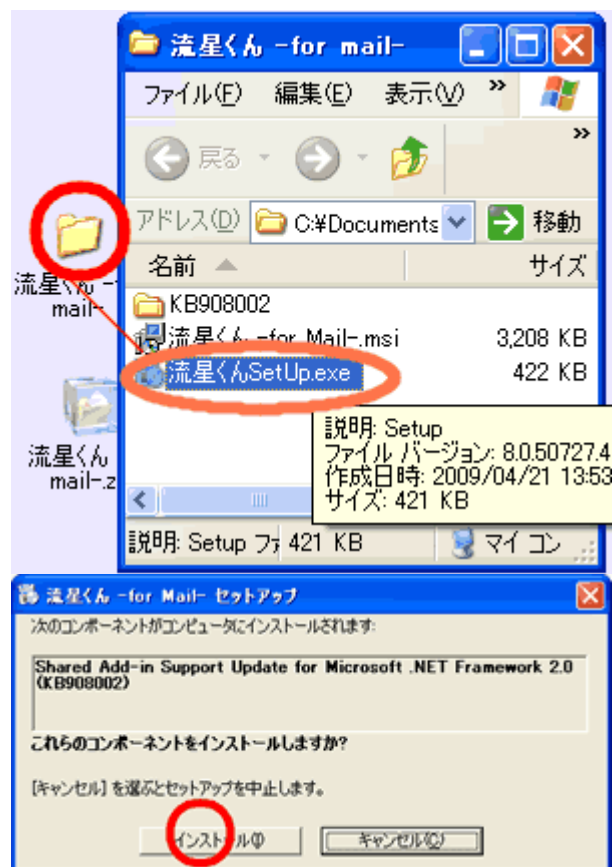 流星くん -for mail-
ファイル(F) 編集(E) 表示(V) »
戻る »
アドレス(D) C:¥Documents 移動
名前 サイズ
KB908002
流星くん -for Mail-.msi 3,208 KB
流星くんSetUp.exe 422 KB
流星くん -
mail-
流星くん
mail-.z
説明: Setup
ファイル バージョン: 8.0.50727.4
作成日時: 2009/04/21 13:53
サイズ: 421 KB
説明: Setup ファ 421 KB マイ コン
流星くん -for Mail- セットアップ
次のコンポーネントがコンピュータにインストールされます:
Shared Add-in Support Update for Microsoft .NET Framework 2.0
(KB908002)
これらのコンポーネントをインストールしますか?
[キャンセル] を選ぶとセットアップを中止します。
インストール(I) キャンセル(C)